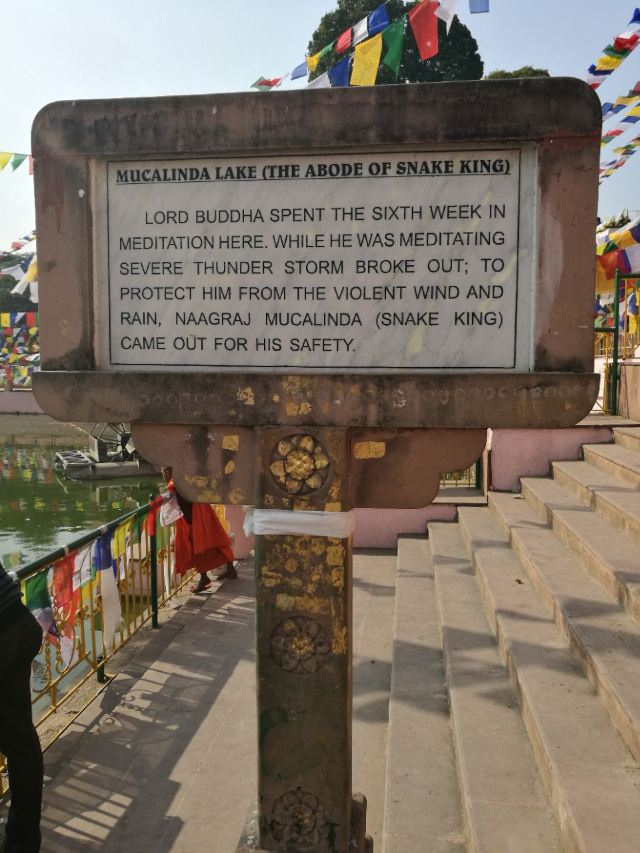 MUCALINDA LAKE (THE ABODE OF SNAKE KING)
LORD BUDDHA SPENT THE SIXTH WEEK IN
MEDITATION HERE. WHILE HE WAS MEDITATING
SEVERE THUNDER STORM BROKE OUT; TO
PROTECT HIM FROM THE VIOLENT WIND AND
RAIN, NAAGRAJ MUCALINDA (SNAKE KING)
CAME OUT FOR HIS SAFETY.